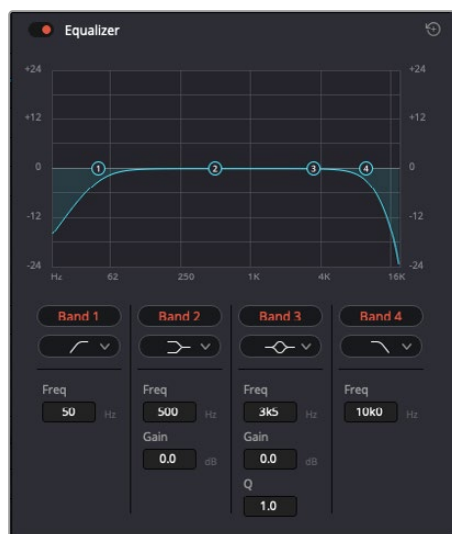 Equalizer
+24 +24
+12 +12
0 0
1 2 3 4
-12 -12
-24 -24
Hz 62 250 1K 4K 16K
Band 1 Band 2 Band 3 Band 4
Freq Freq Freq Freq
50 Hz 500 Hz 3k5 Hz 10k0 Hz
Gain Gain
0.0 dB 0.0 dB
Q
1.0